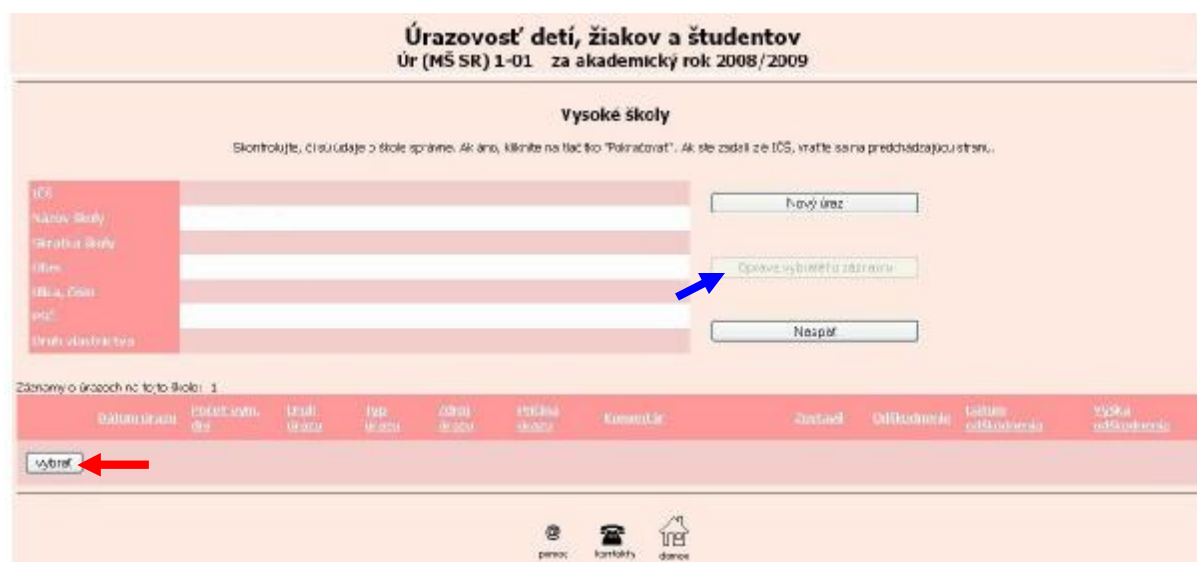 Úrazovosť detí, žiakov a študentov
Úr (MŠ SR) 1-01 za akademický rok 2008/2009
Vysoké školy
Skontrolujte, či sú údaje o škole správne. Ak áno, kliknite na tlačítko "Pokračovať". Ak ste zadali zlé IČŠ, vráťte sa na predchádzajúcu stranu.
IČŠ
Názov školy
Skratka školy
Obec
Ulica, číslo
PSČ
Druh vlastníctva
Nový úraz
Oprava vybratého záznamu
Naspäť
Záznamy o úrazoch na tejto škole: 1
Dátum úrazu Počet vym. dní Druh úrazu Typ úrazu Zdroj úrazu Príčina úrazu Komentár Zostavil Odškodnenie Dátum odškodnenia Výška odškodnenia
vybrať
pomoc kontakty domov